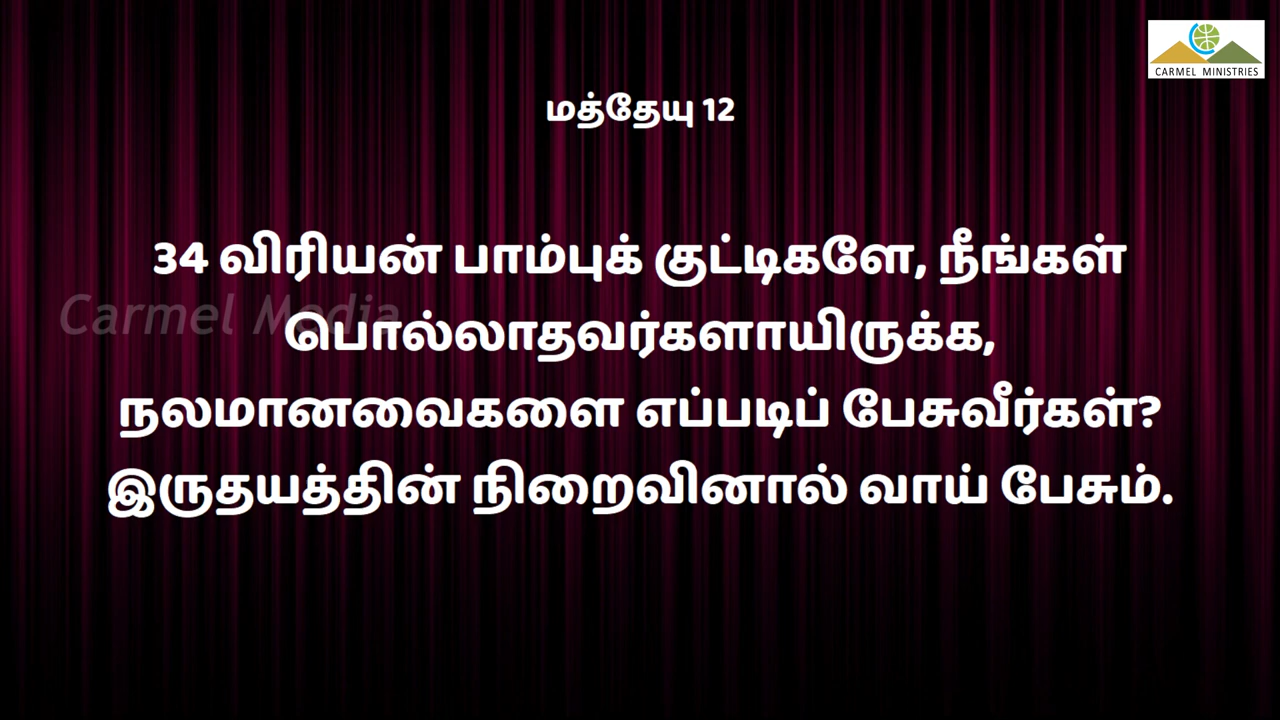 CARMEL MINISTRIES
மத்தேயு 12
34 விரியன் பாம்புக் குட்டிகளே, நீங்கள்
Carmel Media
பொல்லாதவர்களாயிருக்க,
நலமானவைகளை எப்படிப் பேசுவீர்கள்?
இருதயத்தின் நிறைவினால் வாய் பேசும்.